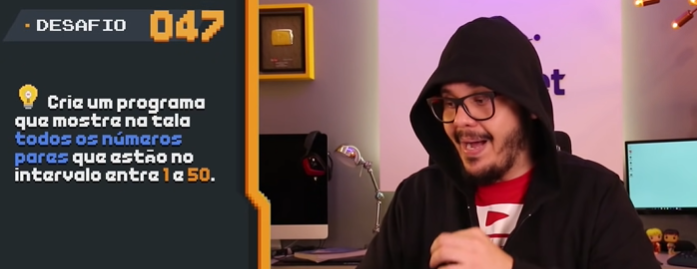 DESAFIO 047
Crie um programa
que mostre na tela
todos os números
pares que estão no
intervalo entre 1 e 50.